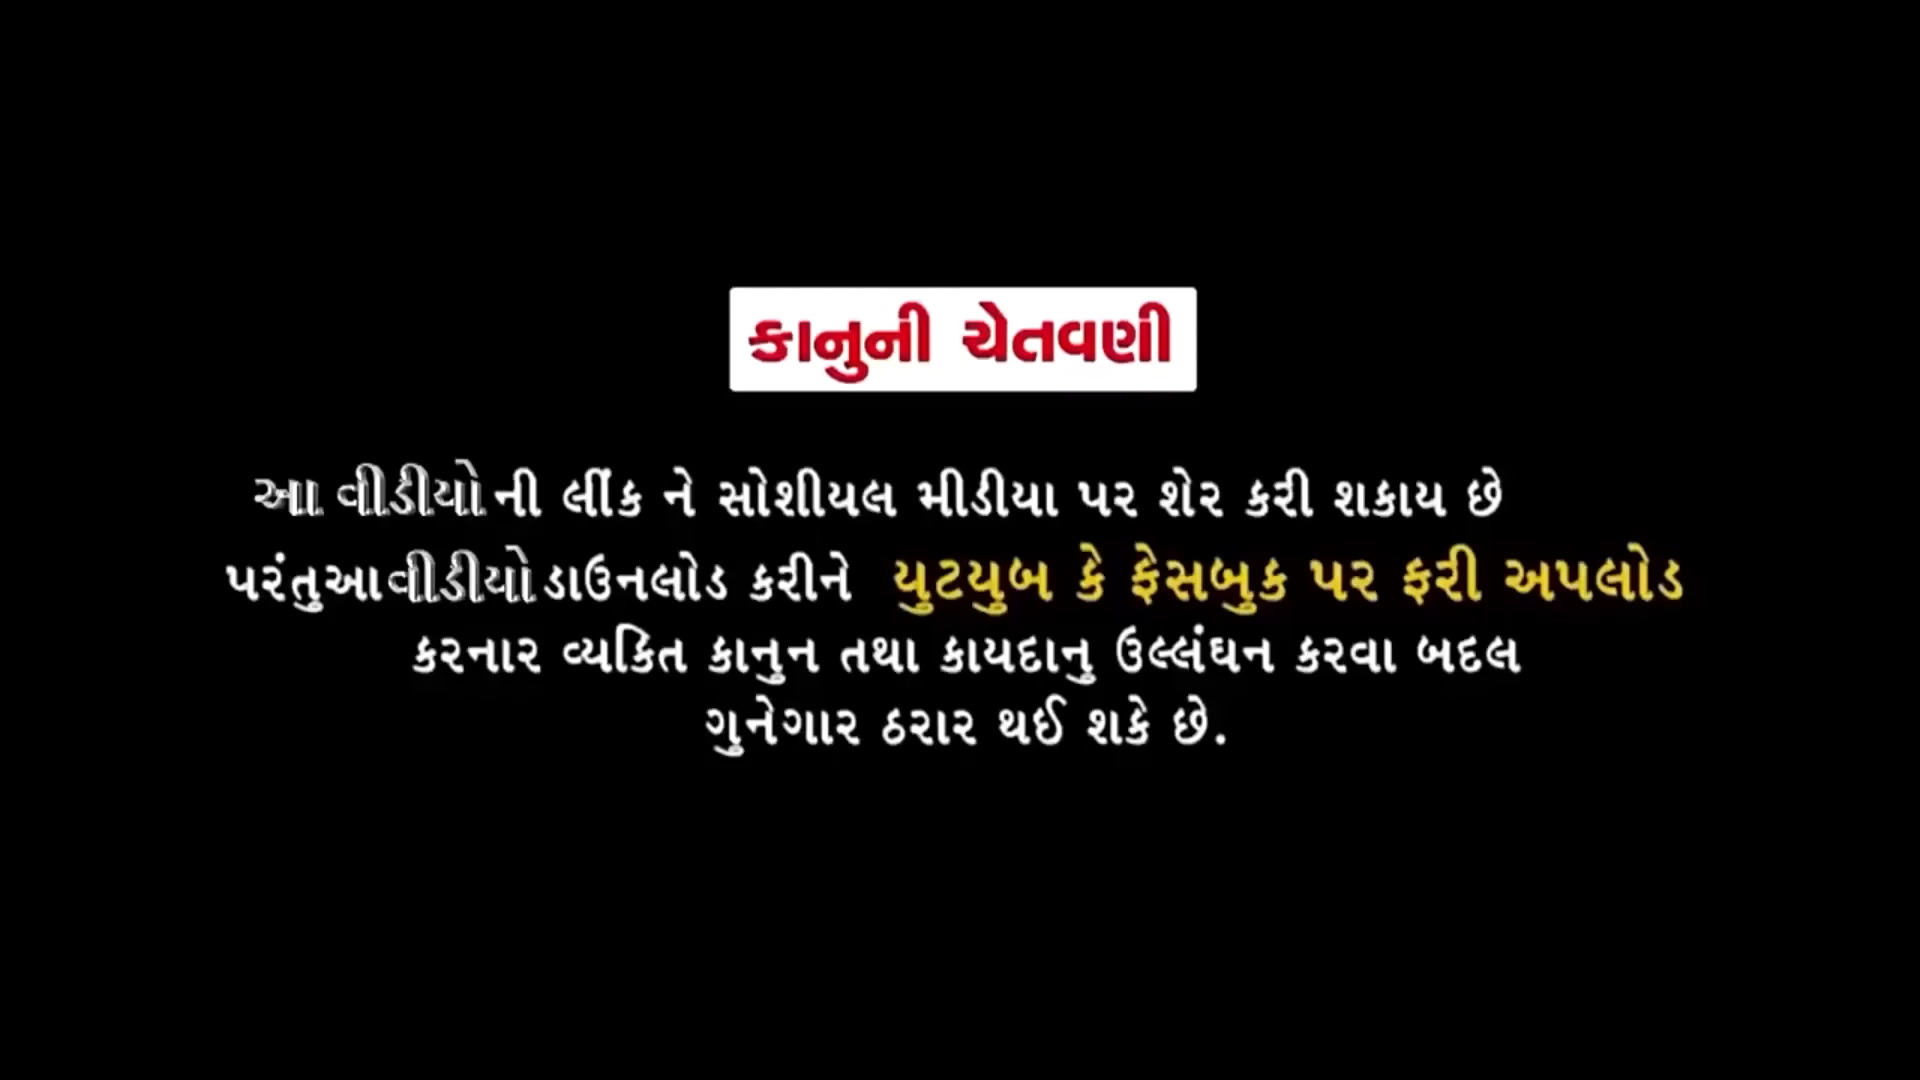 કાનુની ચેતવણી
આ વીડીયો ની લીંક ને સોશીયલ મીડીયા પર શેર કરી શકાય છે
પરંતુઆવીડીયો ડાઉનલોડ કરીને યુટયુબ કે ફેસબુક પર ફરી અપલોડ
કરનાર વ્યકિત કાનુન તથા કાયદાનુ ઉલ્લંઘન કરવા બદલ
ગુનેગાર ઠરાર થઈ શકે છે.